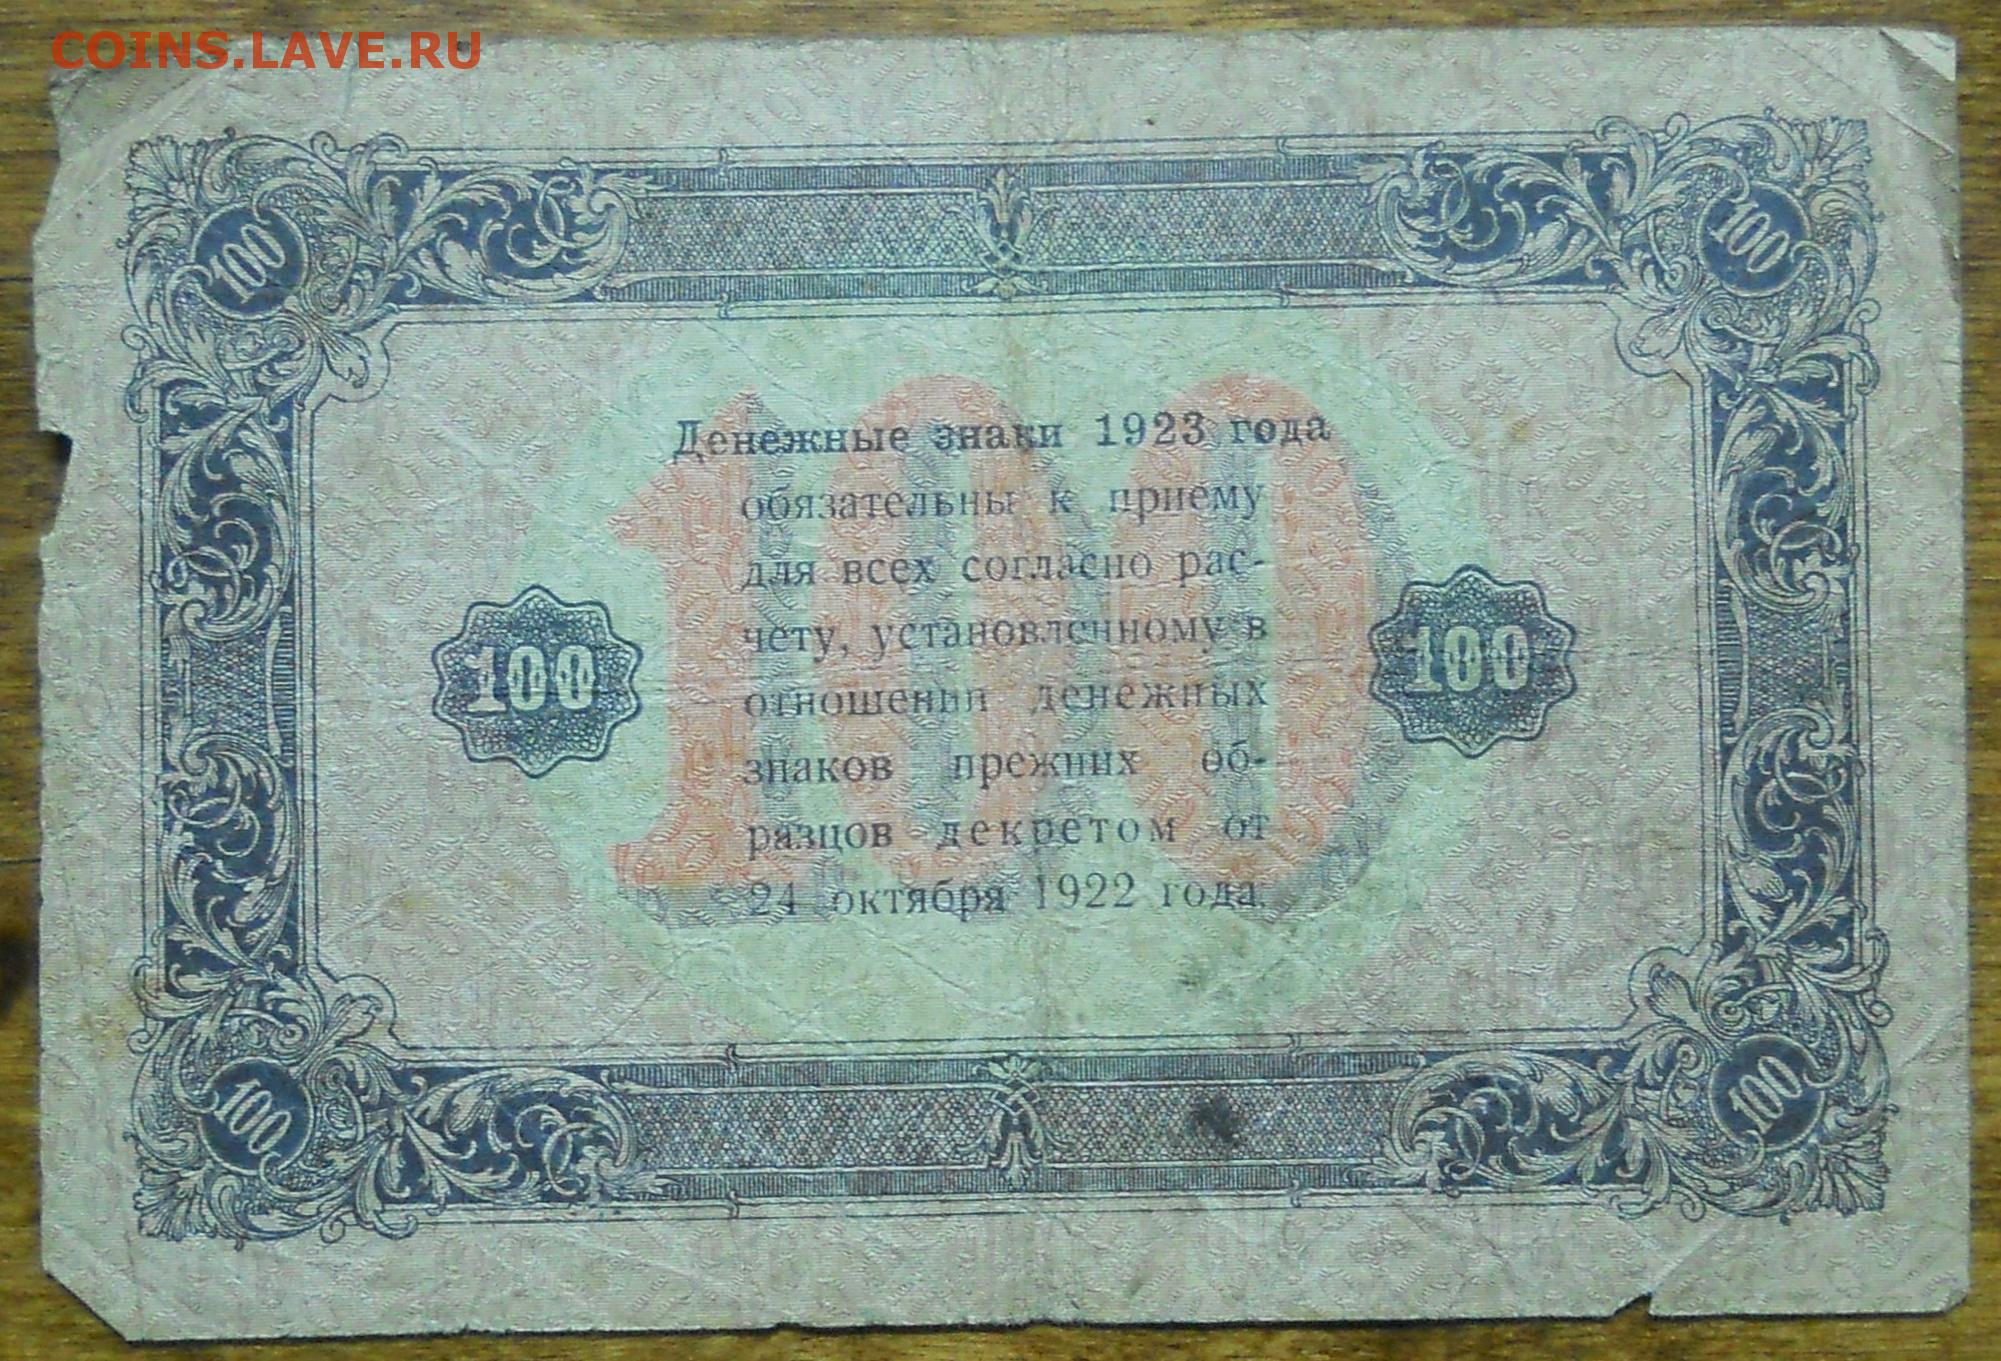 COINS.LAVE.RU
100 100
100
Денежные знаки 1923 года
обязательны к приему
для всех согласно рас-
чету, установленному в
отношении денежных
знаков прежних об-
разцов декретом от
24 октября 1922 года.
100 100
100 100